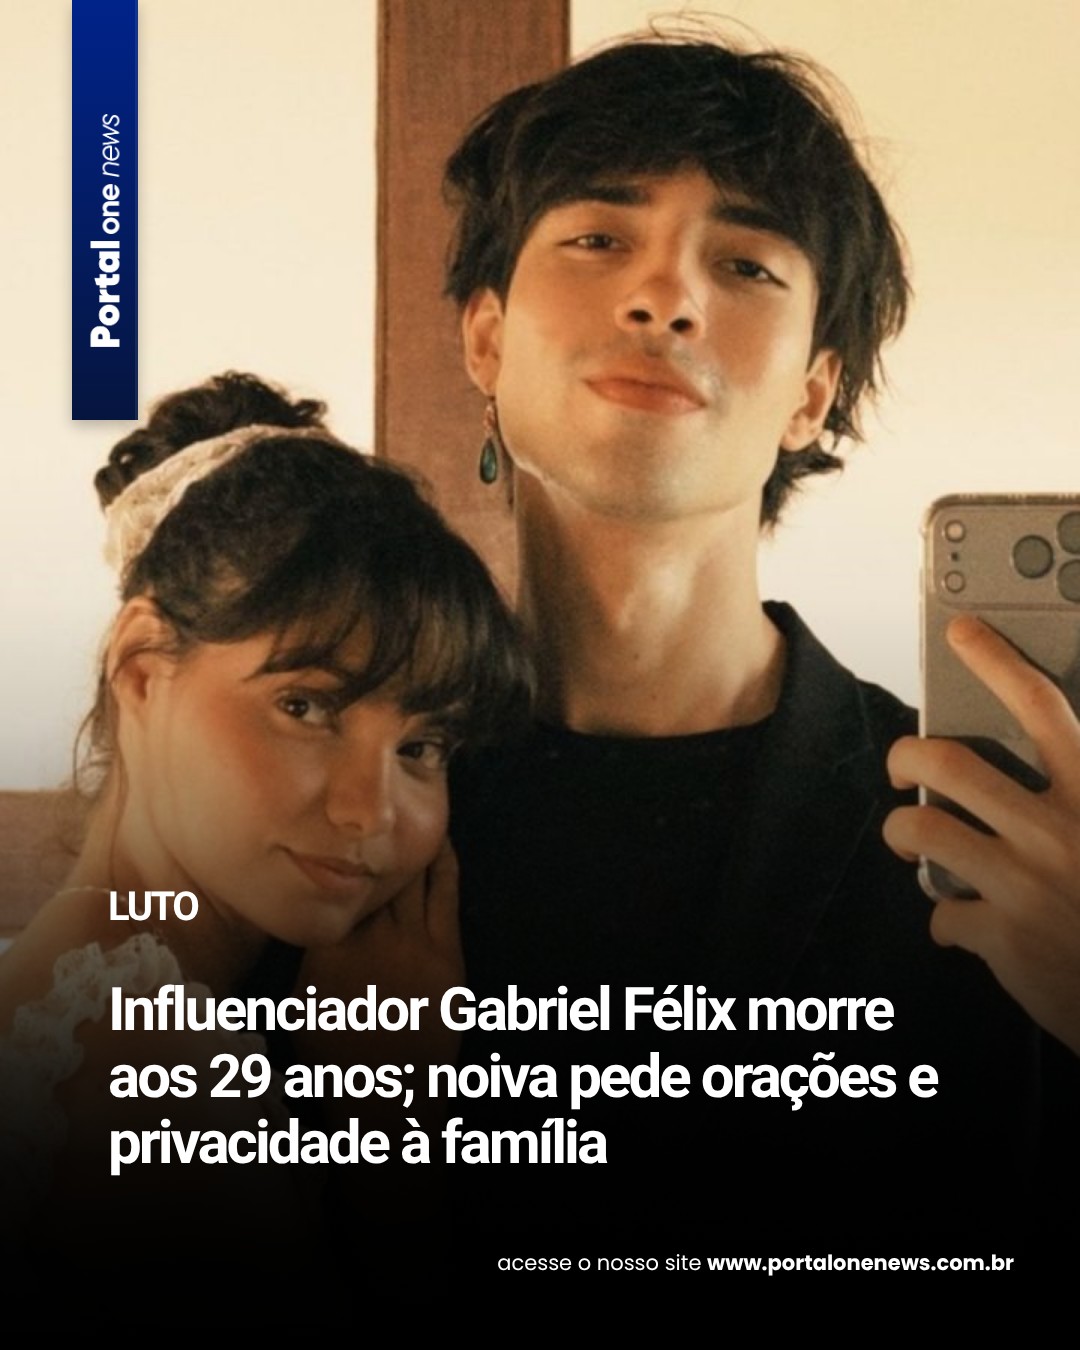 Portal one news
LUTO
Influenciador Gabriel Félix morre
aos 29 anos; noiva pede orações e
privacidade à família
acesse o nosso site www.portalonenews.com.br